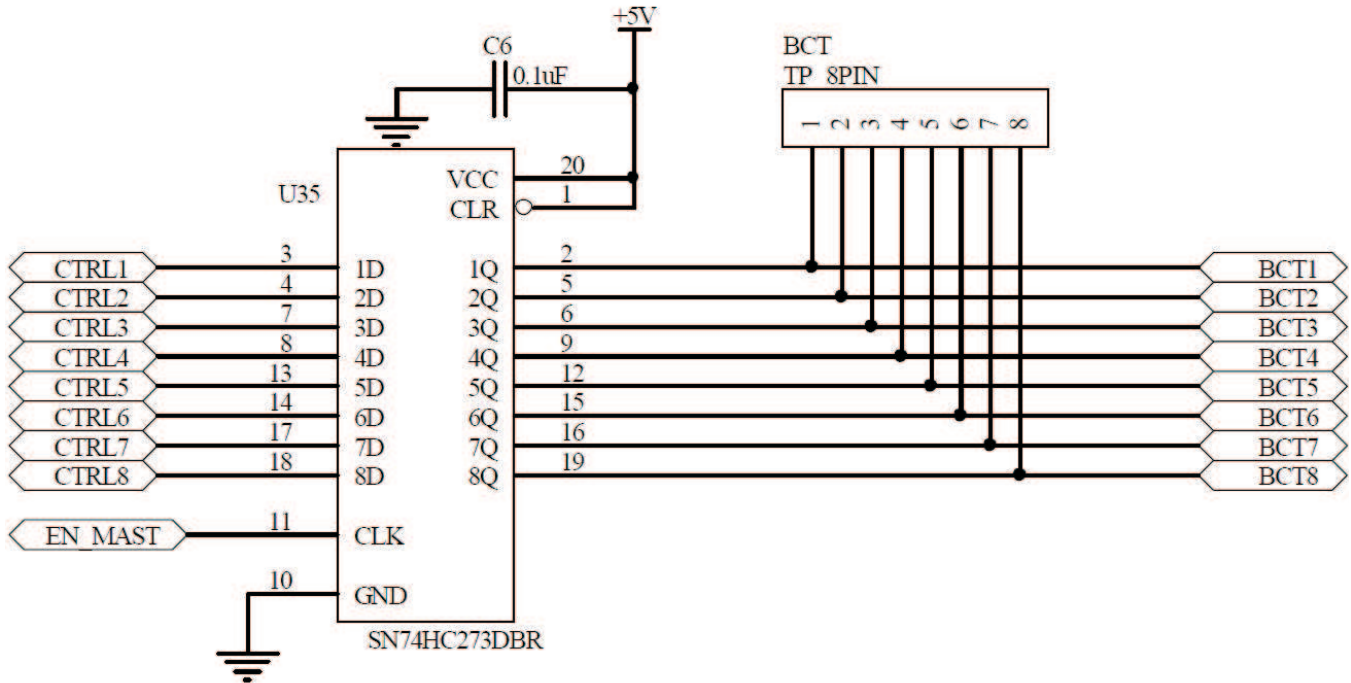 +5V
C6
0.1uF
BCT
TP 8PIN
1 2 3 4 5 6 7 8
U35
VCC 20
CLR 1
CTRL1 3 1D 1Q 2 BCT1
CTRL2 4 2D 2Q 5 BCT2
CTRL3 7 3D 3Q 6 BCT3
CTRL4 8 4D 4Q 9 BCT4
CTRL5 13 5D 5Q 12 BCT5
CTRL6 14 6D 6Q 15 BCT6
CTRL7 17 7D 7Q 16 BCT7
CTRL8 18 8D 8Q 19 BCT8
EN_MAST 11 CLK
10 GND
SN74HC273DBR